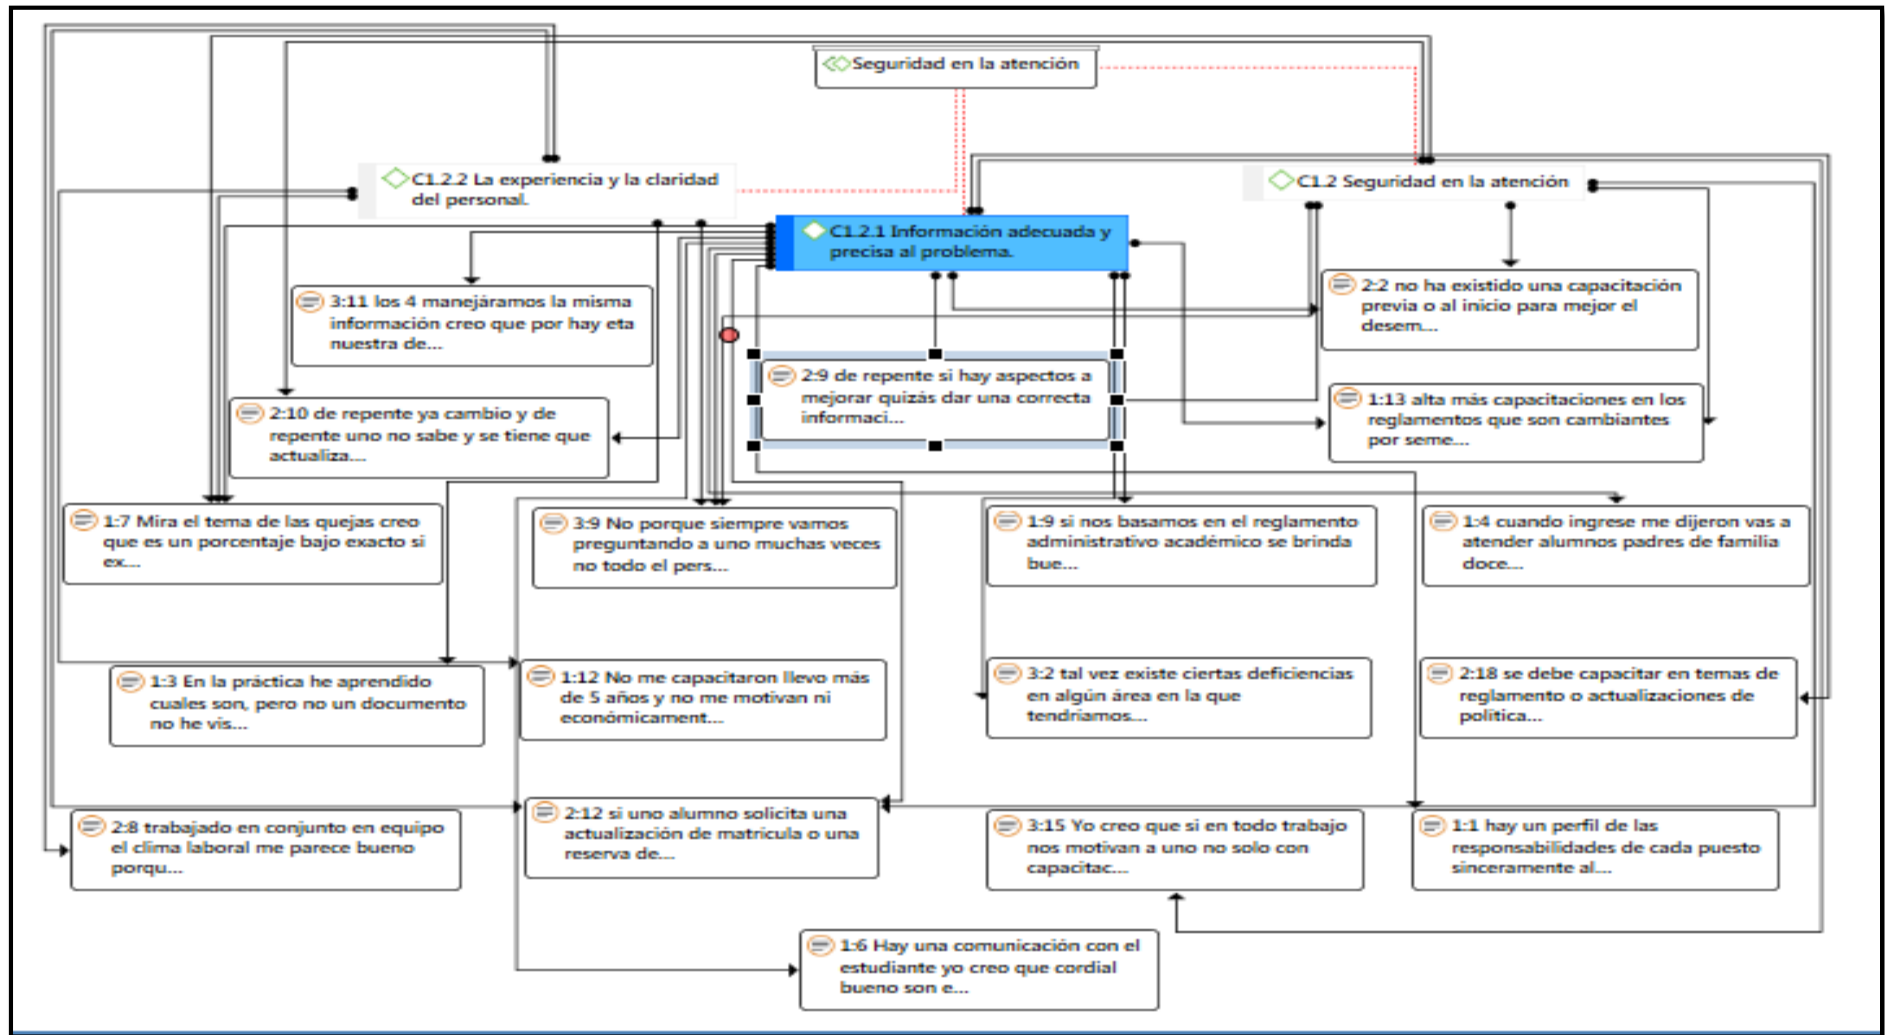 Seguridad en la atención
C1.2.2 La experiencia y la claridad
del personal.
C1.2 Seguridad en la atención
C1.2.1 Información adecuada y
precisa al problema.
3:11 los 4 manejáramos la misma
información creo que por hay eta
nuestra de...
2:2 no ha existido una capacitación
previa o al inicio para mejor el
desem...
2:9 de repente si hay aspectos a
mejorar quizás dar una correcta
informaci...
1:13 alta más capacitaciones en los
reglamentos que son cambiantes
por seme...
2:10 de repente ya cambio y de
repente uno no sabe y se tiene que
actualiza...
1:7 Mira el tema de las quejas creo
que es un porcentaje bajo exacto si
ex...
3:9 No porque siempre vamos
preguntando a uno muchas veces
no todo el pers...
1:9 si nos basamos en el reglamento
administrativo académico se brinda
bue...
1:4 cuando ingrese me dijeron vas a
atender alumnos padres de familia
doce...
1:3 En la práctica he aprendido
cuales son, pero no un documento
no he vis...
1:12 No me capacitaron llevo más
de 5 años y no me motivan ni
económicament...
3:2 tal vez existe ciertas deficiencias
en algún área en la que
tendríamos...
2:18 se debe capacitar en temas de
reglamento o actualizaciones de
política...
2:8 trabajado en conjunto en equipo
el clima laboral me parece bueno
porqu...
2:12 si uno alumno solicita una
actualización de matrícula o una
reserva de...
3:15 Yo creo que si en todo trabajo
nos motivan a uno no solo con
capacitac...
1:1 hay un perfil de las
responsabilidades de cada puesto
sinceramente al...
1:6 Hay una comunicación con el
estudiante yo creo que cordial
bueno son e...